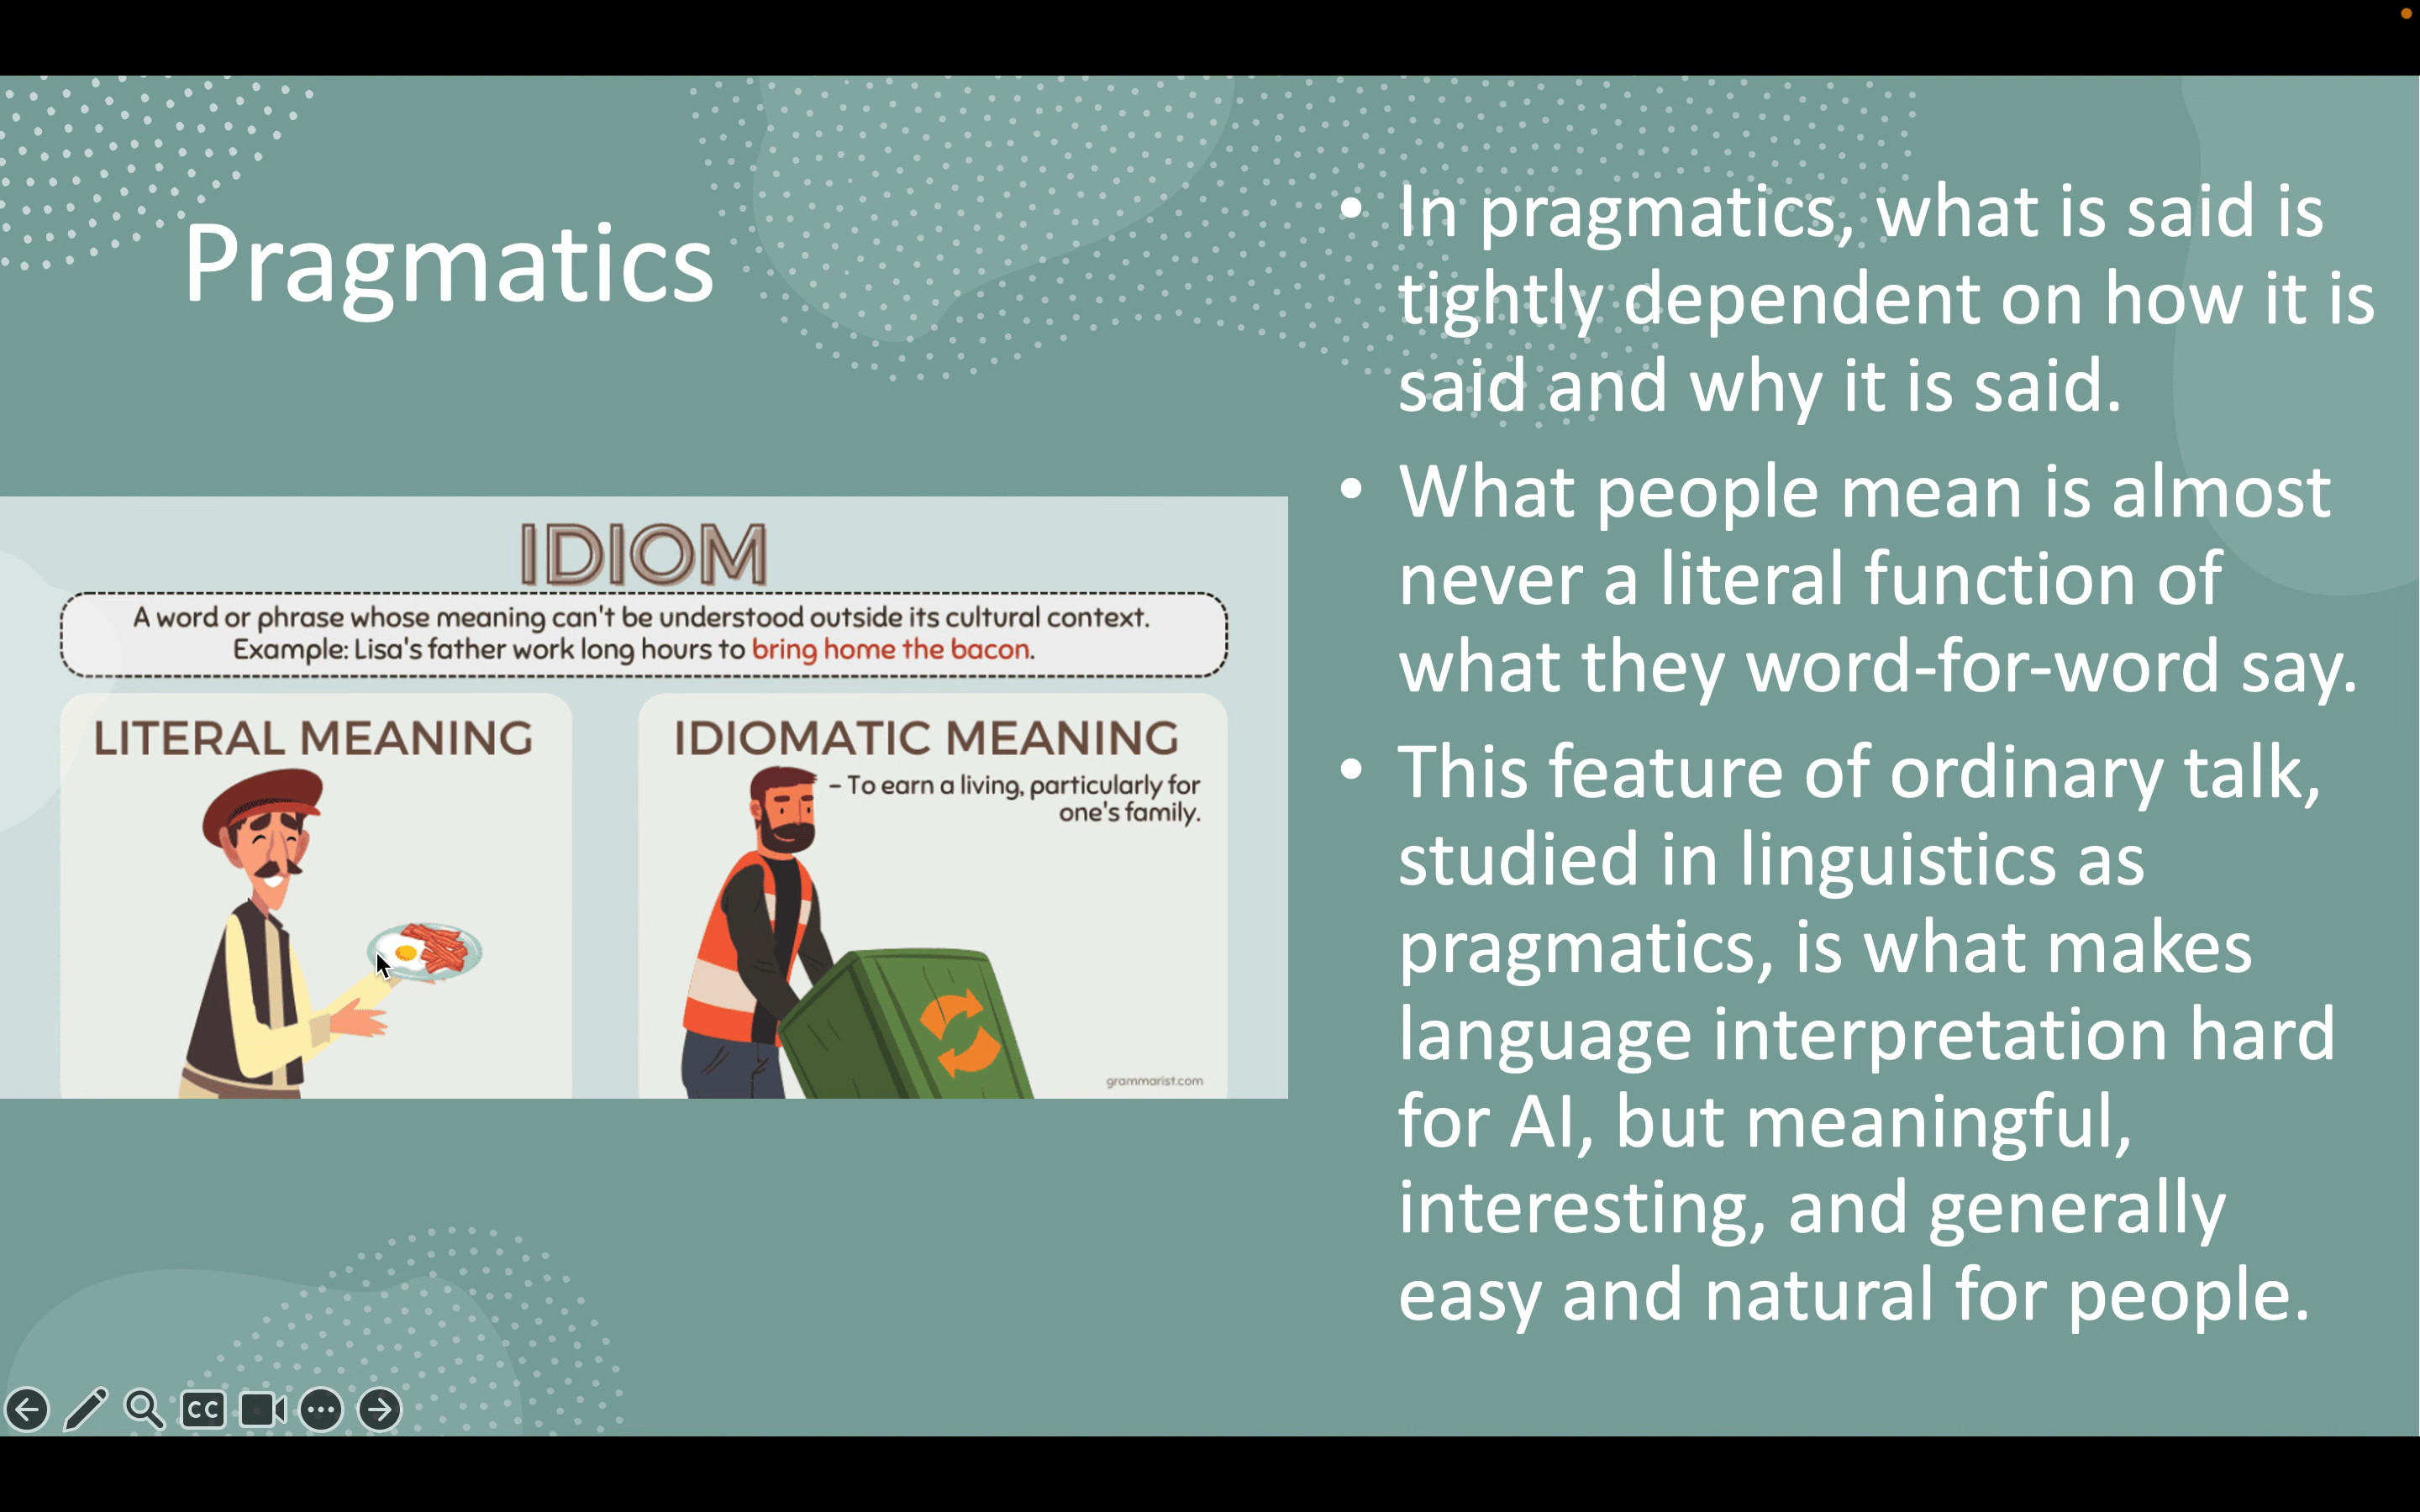 Pragmatics
IDIOM
A word or phrase whose meaning can't be understood outside its cultural context.
Example: Lisa's father work long hours to bring home the bacon.
LITERAL MEANING
IDIOMATIC MEANING
– To earn a living, particularly for
one's family.
grammarist.com
• In pragmatics, what is said is
tightly dependent on how it is
said and why it is said.
• What people mean is almost
never a literal function of
what they word-for-word say.
• This feature of ordinary talk,
studied in linguistics as
pragmatics, is what makes
language interpretation hard
for AI, but meaningful,
interesting, and generally
easy and natural for people.
CC